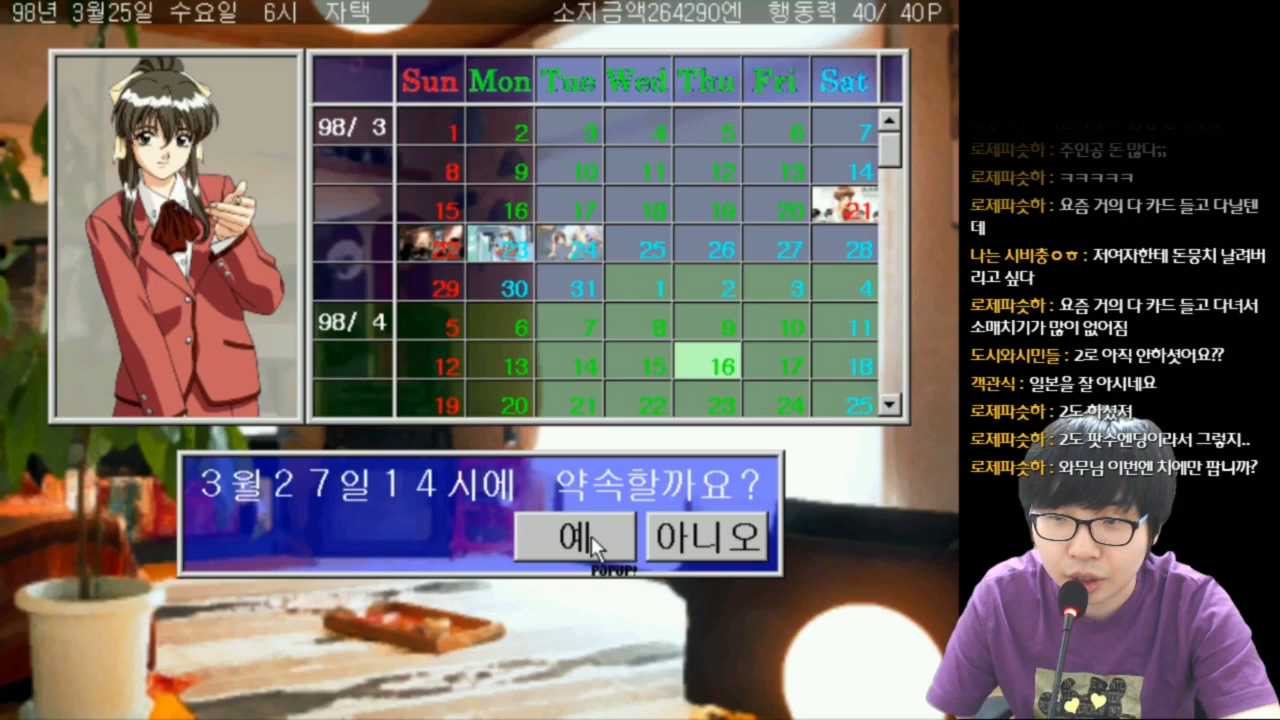 98년 3월25일 수요일 6시 자택 소지금액264290엔 행동력 40/ 40P
Sun Mon Tue Wed Thu Fri Sat
98/ 3 1 2 3 4 5 6 7
8 9 10 11 12 13 14
15 16 17 18 19 20 21
22 23 24 25 26 27 28
29 30 31 1 2 3 4
98/ 4 5 6 7 8 9 10 11
12 13 14 15 16 17 18
19 20 21 22 23 24 25
3월27일14시에 약속할까요?
예 아니오
POPUP!
로제파슷하 : 주인공 돈 많다;;
로제파슷하 : ㅋㅋㅋㅋㅋ
로제파슷하 : 요즘 거의 다 카드 들고 다닐텐
데
나는 시비충ㅇㅎ : 저여자한테 돈뭉치 날려버
리고 싶다
로제파슷하 : 요즘 거의 다 카드 들고 다녀서
소매치기가 많이 없어짐
도시와시민들 : 2로 아직 안하셧어요??
객관식 : 일본을 잘 아시네요
로제파슷하 : 2도 하셨져
로제파슷하 : 2도 팟수엔딩이라서 그렇지..
로제파슷하 : 와무님 이번엔 치에만 팝니까?